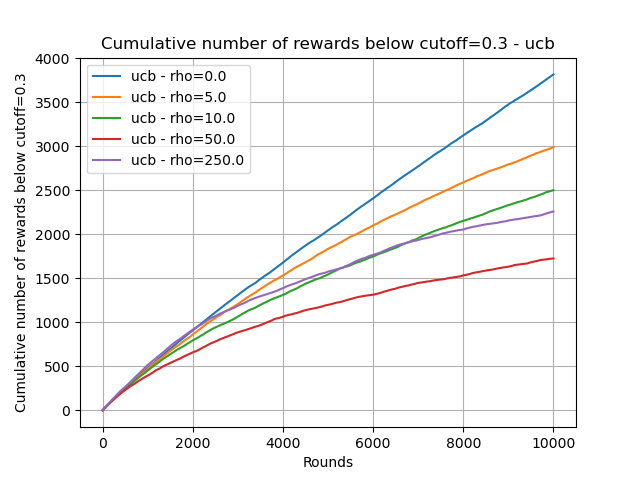 Cumulative number of rewards below cutoff=0.3 - ucb
Cumulative number of rewards below cutoff=0.3
4000
3500
3000
2500
2000
1500
1000
500
0
ucb - rho=0.0
ucb - rho=5.0
ucb - rho=10.0
ucb - rho=50.0
ucb - rho=250.0
0 2000 4000 6000 8000 10000
Rounds